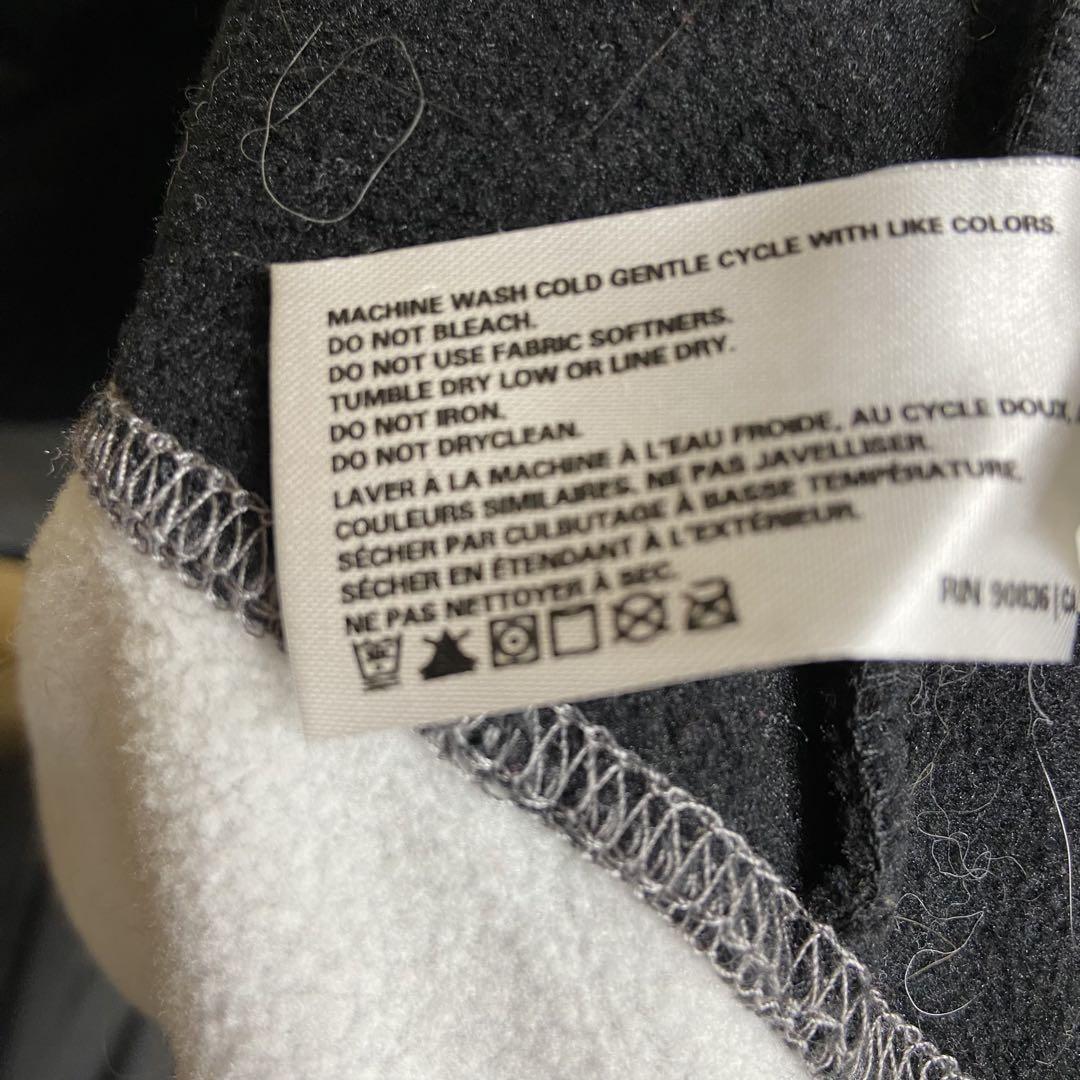 MACHINE WASH COLD GENTLE CYCLE WITH LIKE COLORS.
DO NOT BLEACH.
DO NOT USE FABRIC SOFTNERS.
TUMBLE DRY LOW OR LINE DRY.
DO NOT IRON.
DO NOT DRYCLEAN.
LAVER À LA MACHINE À L'EAU FROIDE, AU CYCLE DOUX,
COULEURS SIMILAIRES. NE PAS JAVELLISER.
SÉCHER PAR CULBUTAGE À BASSE TEMPÉRATURE.
SÉCHER EN ÉTENDANT À L'EXTÉRIEUR.
NE PAS NETTOYER À SEC.
R/N 90836 | CA